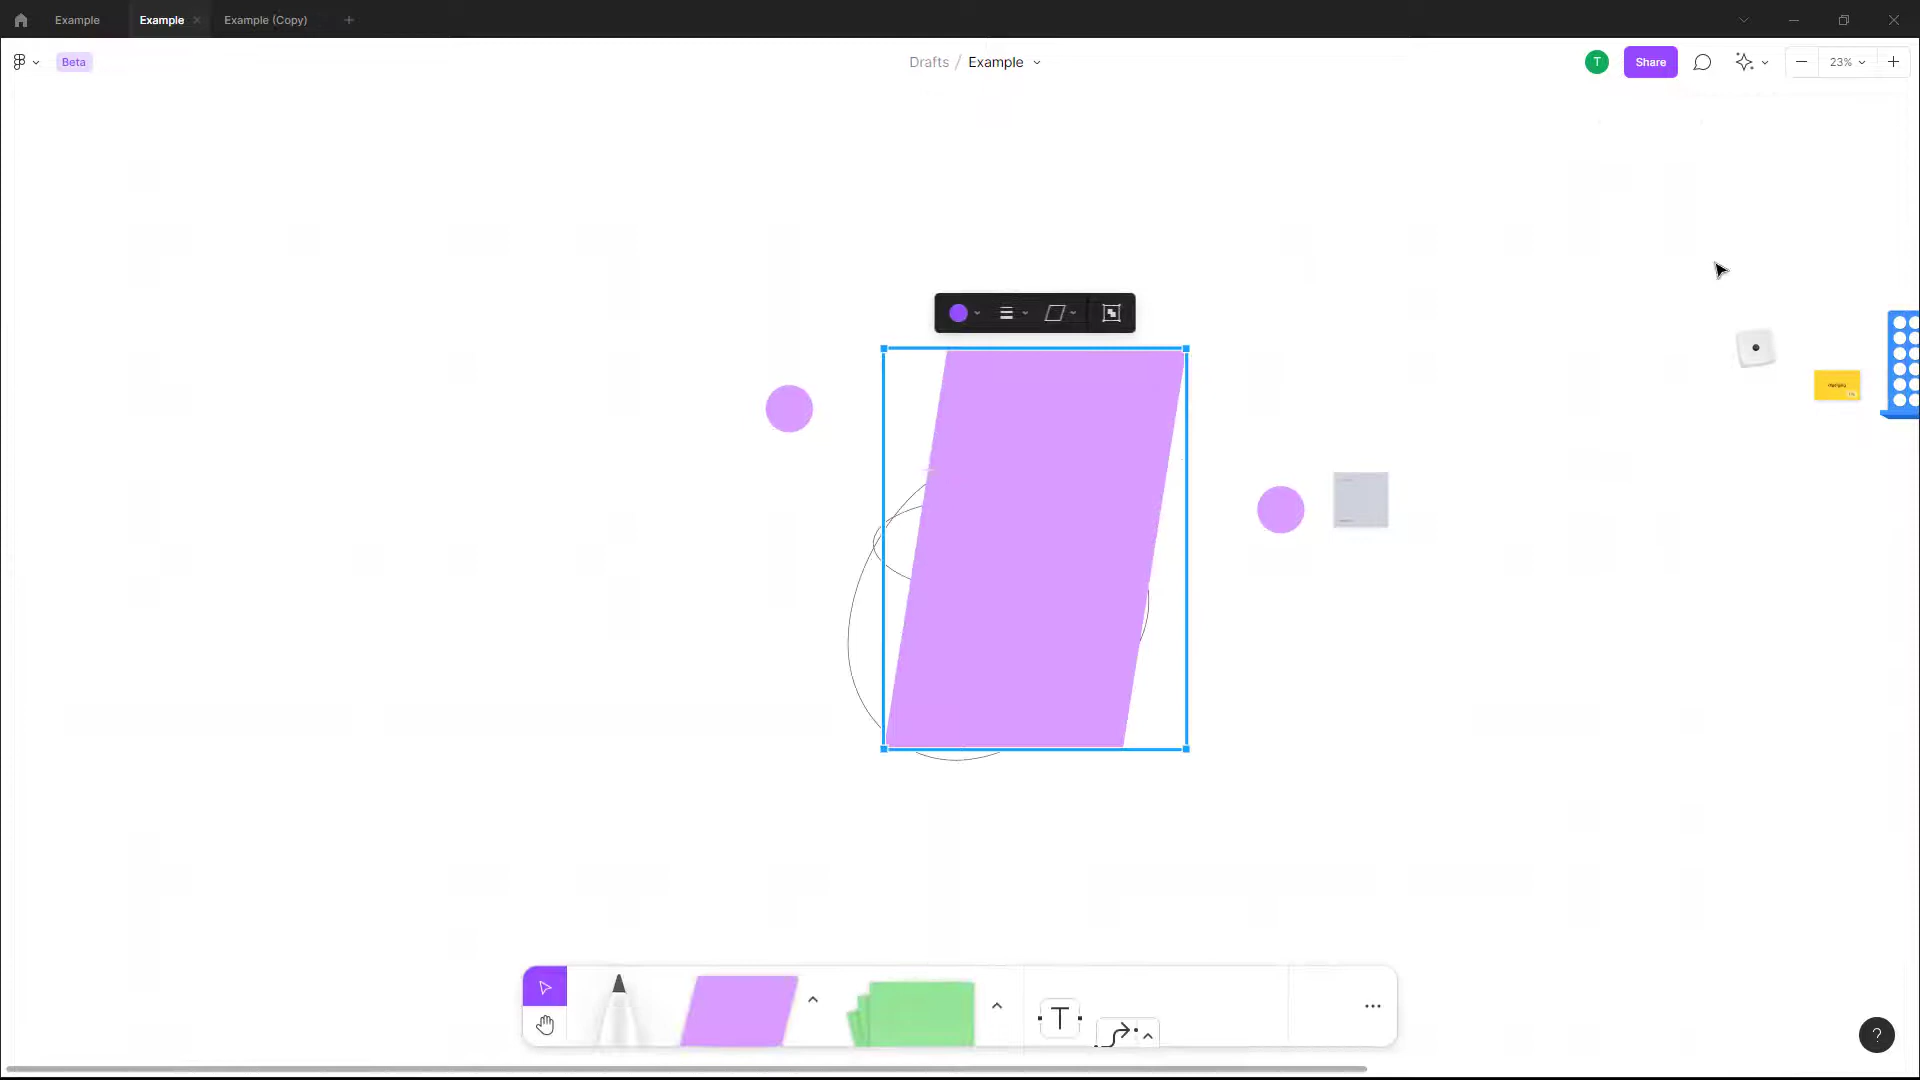 Example
Example
Example (Copy)
Beta
Drafts / Example
T
Share
23%
T
?